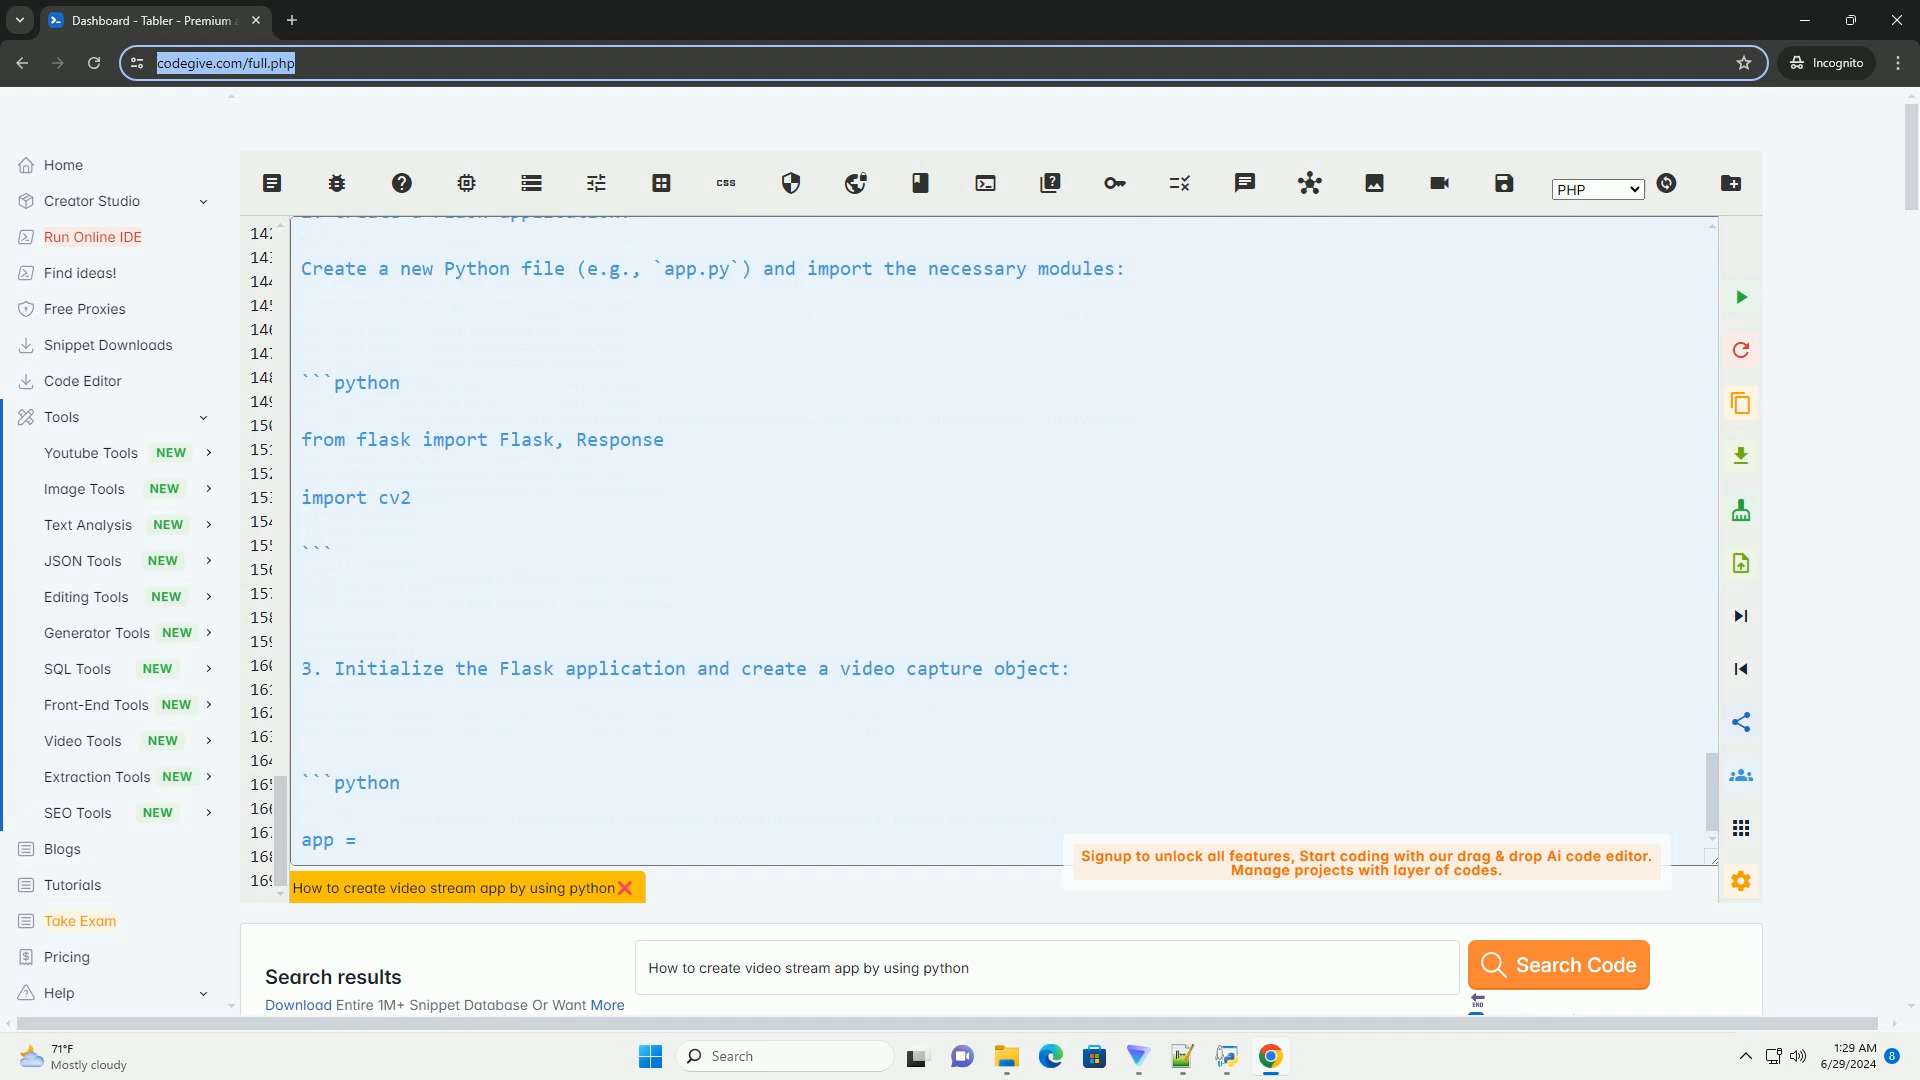 Dashboard - Tabler - Premium
codegive.com/full.php
Incognito
Home
Creator Studio
Run Online IDE
Find ideas!
Free Proxies
Snippet Downloads
Code Editor
Tools
Youtube Tools NEW
Image Tools NEW
Text Analysis NEW
JSON Tools NEW
Editing Tools NEW
Generator Tools NEW
SQL Tools NEW
Front-End Tools NEW
Video Tools NEW
Extraction Tools NEW
SEO Tools NEW
Blogs
Tutorials
Take Exam
Pricing
Help
css
PHP
Create a new Python file (e.g., `app.py`) and import the necessary modules:
```python
from flask import Flask, Response
import cv2
```
3. Initialize the Flask application and create a video capture object:
```python
app =
Signup to unlock all features, Start coding with our drag & drop Ai code editor.
Manage projects with layer of codes.
How to create video stream app by using python
Search results
How to create video stream app by using python
Search Code
Download Entire 1M+ Snippet Database Or Want More
END
71°F
Mostly cloudy
Search
1:29 AM
6/29/2024
8